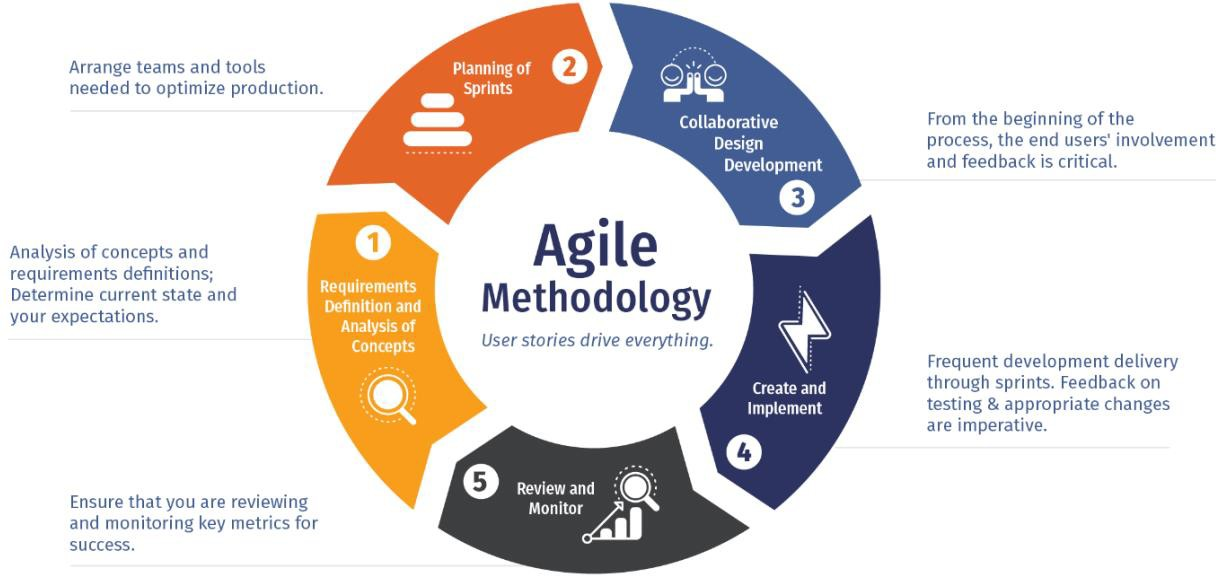 Agile
Methodology
User stories drive everything.
1
Requirements
Definition and
Analysis of
Concepts
Analysis of concepts and
requirements definitions;
Determine current state and
your expectations.
2
Planning of
Sprints
Arrange teams and tools
needed to optimize production.
Collaborative
Design
Development
3
From the beginning of the
process, the end users' involvement
and feedback is critical.
Create and
Implement
4
Frequent development delivery
through sprints. Feedback on
testing & appropriate changes
are imperative.
5
Review and
Monitor
Ensure that you are reviewing
and monitoring key metrics for
success.